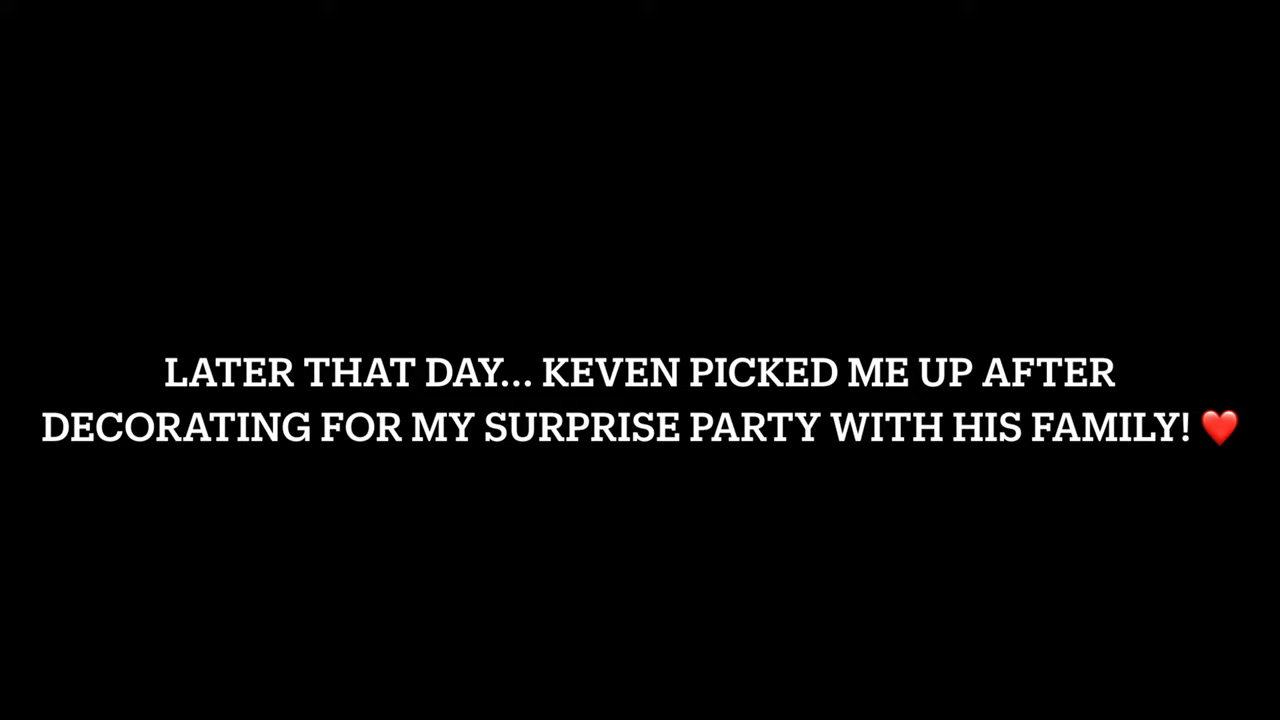 LATER THAT DAY... KEVEN PICKED ME UP AFTER
DECORATING FOR MY SURPRISE PARTY WITH HIS FAMILY! ❤️